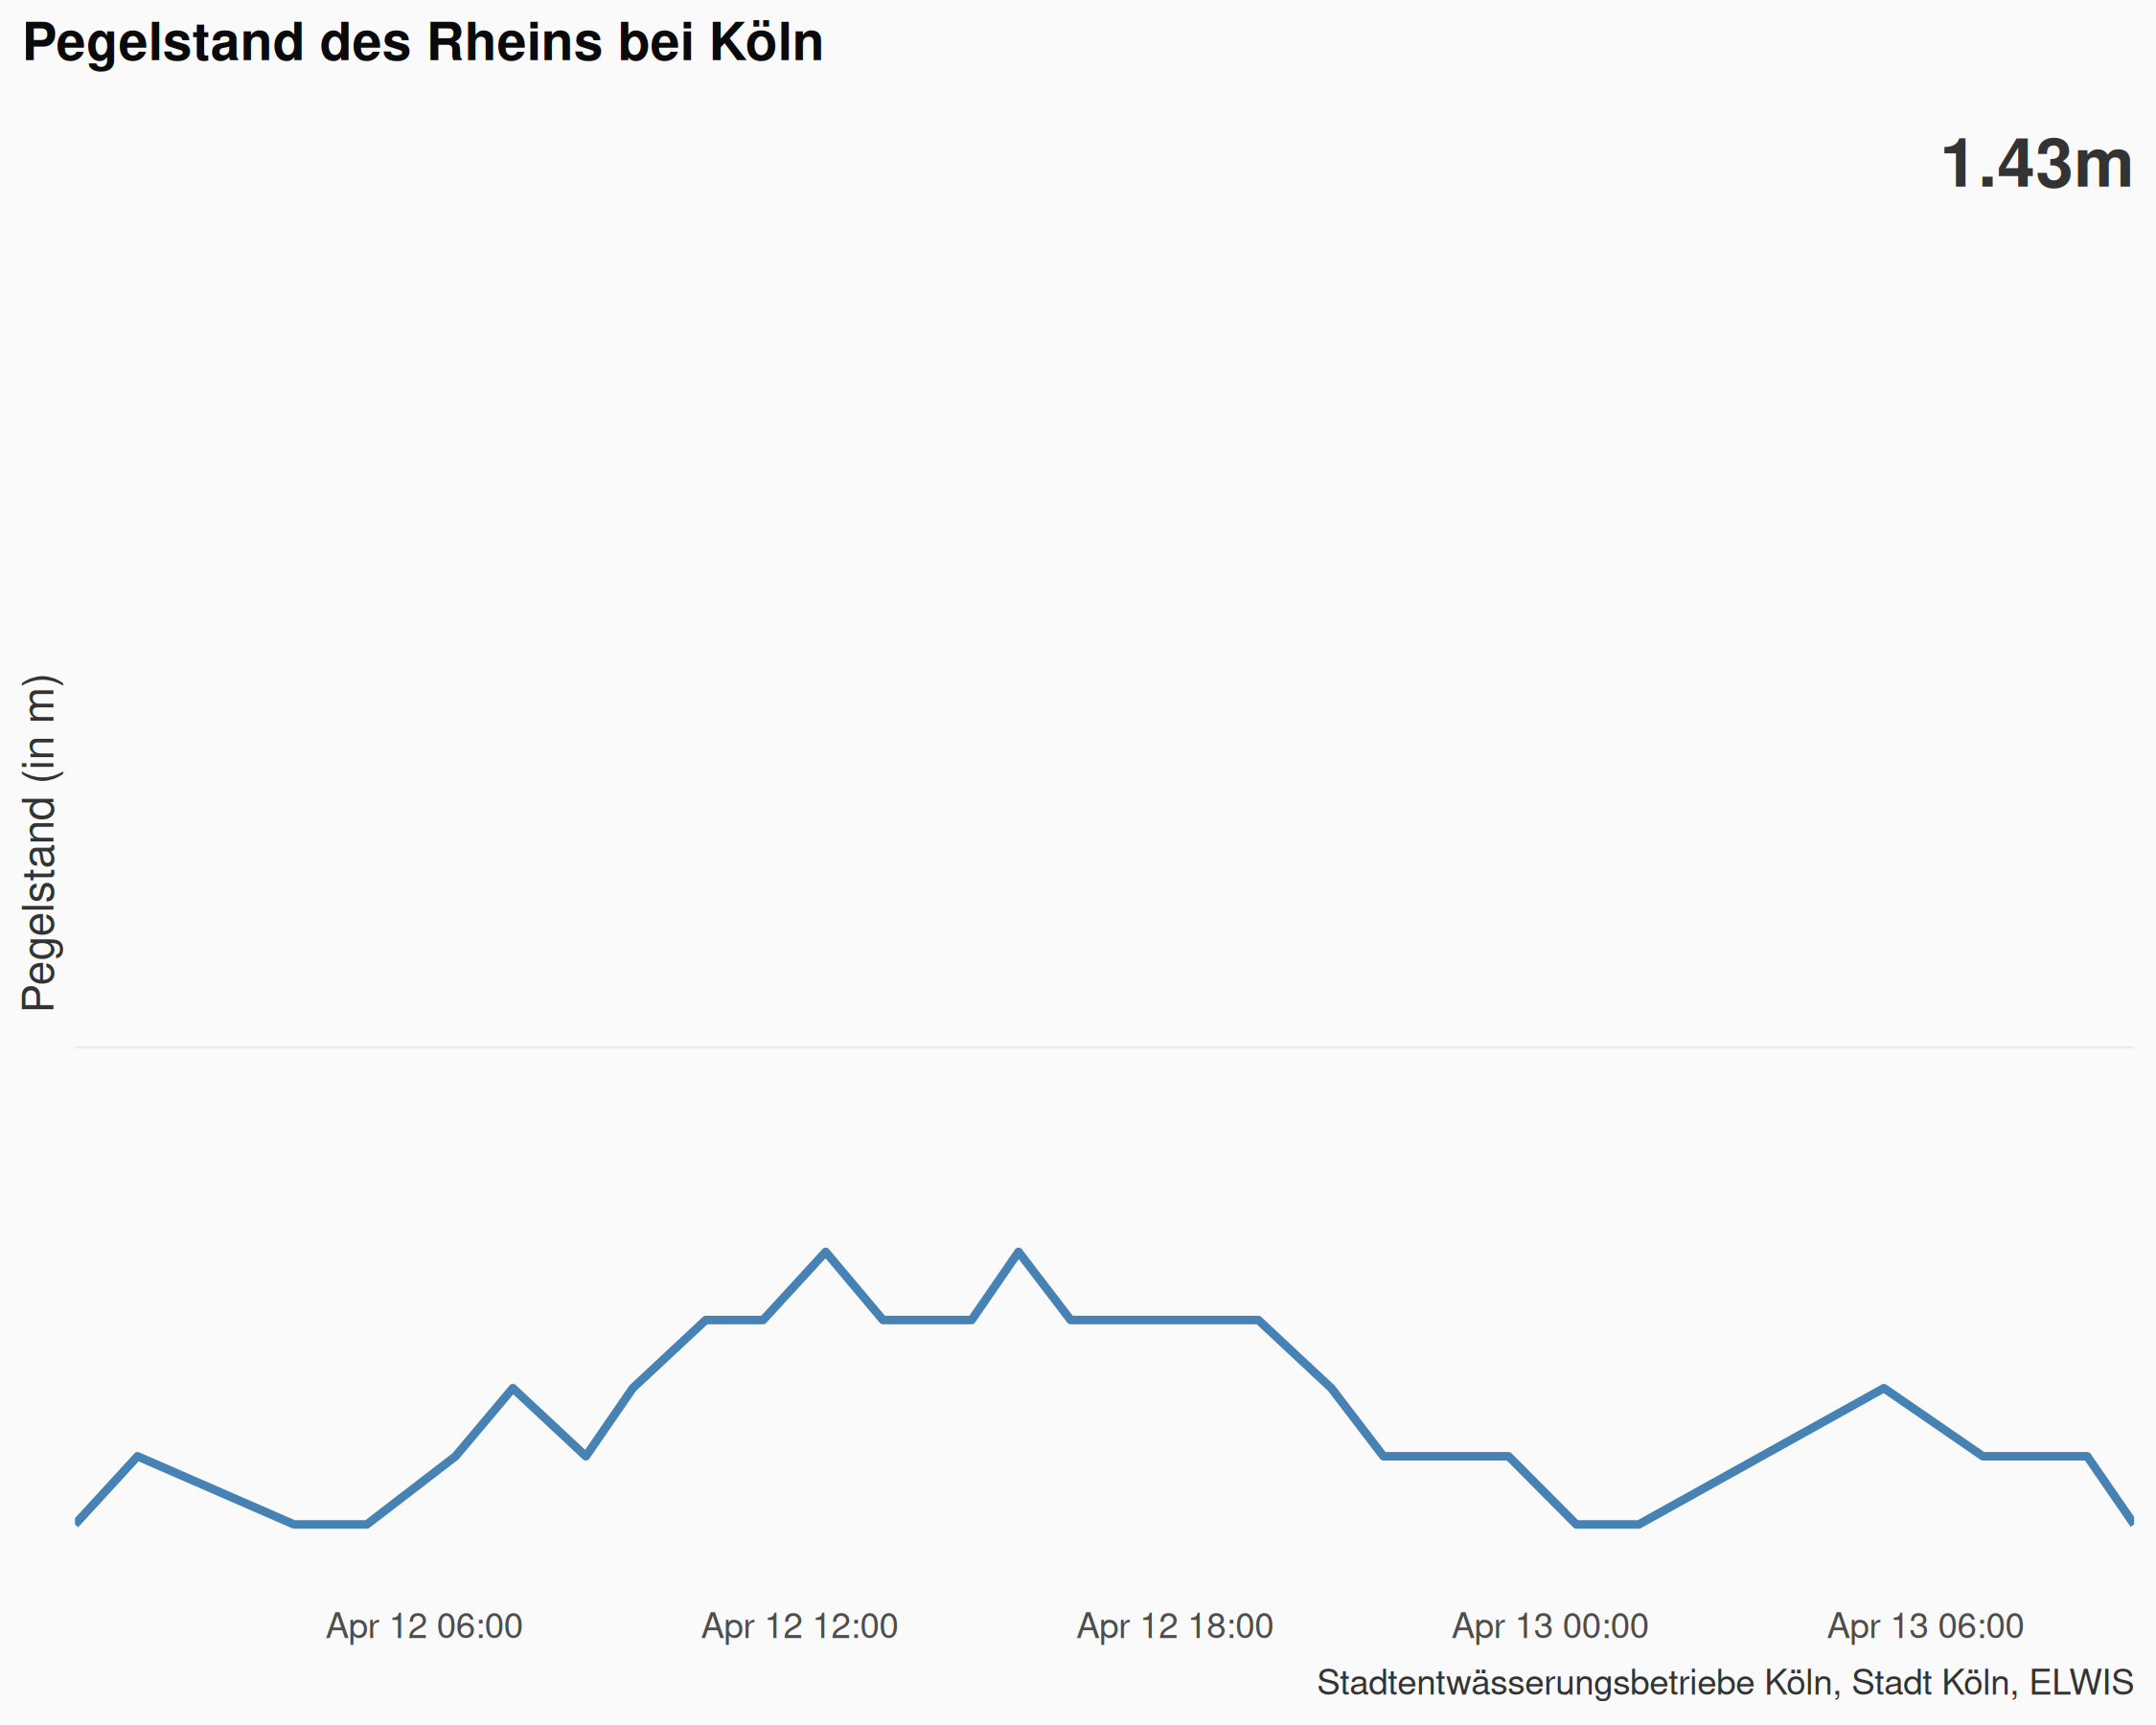 Pegelstand des Rheins bei Köln
1.43m
Pegelstand (in m)
Apr 12 06:00
Apr 12 12:00
Apr 12 18:00
Apr 13 00:00
Apr 13 06:00
Stadtentwässerungsbetriebe Köln, Stadt Köln, ELWIS